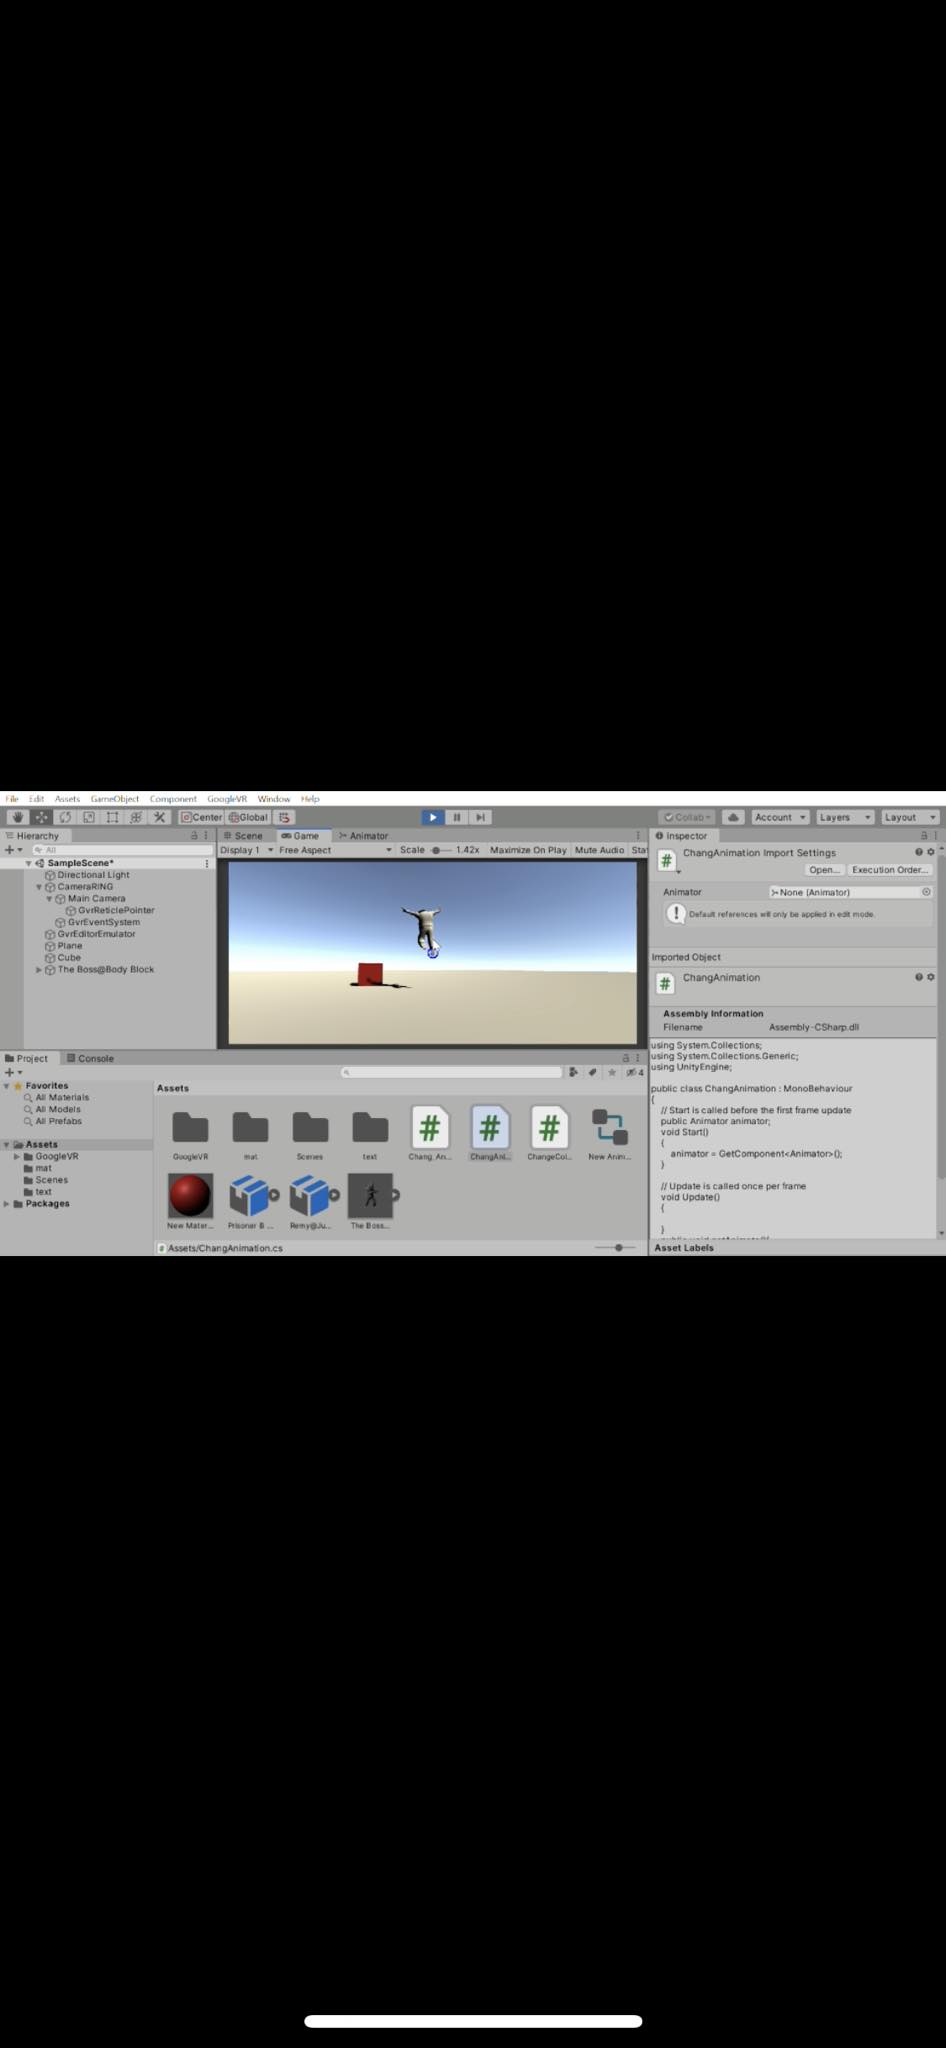 File Edit Assets GameObject Component GoogleVR Window Help
Center Global Collab Account Layers Layout
Hierarchy
All
SampleScene*
Directional Light
CameraRING
Main Camera
GvrReticlePointer
GvrEventSystem
GvrEditorEmulator
Plane
Cube
The Boss@Body Block
Scene Game Animator
Display 1 Free Aspect Scale 1.42x Maximize On Play Mute Audio Sta
Inspector
ChangAnimation Import Settings
Open... Execution Order...
Animator None (Animator)
Default references will only be applied in edit mode.
Imported Object
ChangAnimation
Assembly Information
Filename Assembly-CSharp.dll
using System.Collections;
using System.Collections.Generic;
using UnityEngine;
public class ChangAnimation : MonoBehaviour
{
// Start is called before the first frame update
public Animator animator;
void Start()
{
animator = GetComponent<Animator>();
}
// Update is called once per frame
void Update()
{
}
Asset Labels
Project Console
4
Favorites
All Materials
All Models
All Prefabs
Assets
GoogleVR
mat
Scenes
text
Packages
Assets
GoogleVR mat Scenes text Chang_An... ChangAni... ChangeCol... New Anim...
New Mater... Prisoner B ... Remy@Ju... The Boss...
Assets/ChangAnimation.cs